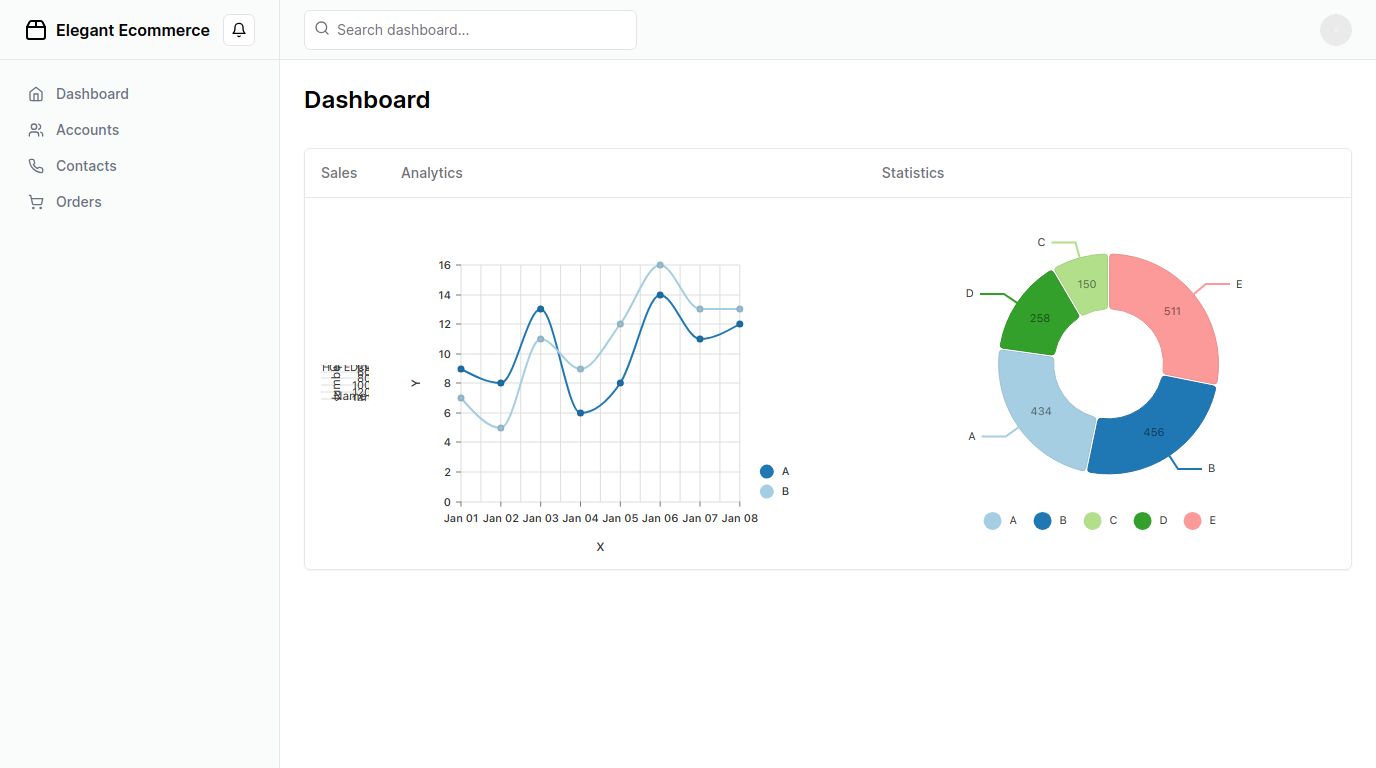 Elegant Ecommerce
Search dashboard...
Dashboard
Accounts
Contacts
Orders
Dashboard
Sales Analytics Statistics
16
14
12
10
8
6
4
2
0
Y
Jan 01 Jan 02 Jan 03 Jan 04 Jan 05 Jan 06 Jan 07 Jan 08
X
A
B
C
D
E
A
B
150
511
258
434
456
A B C D E